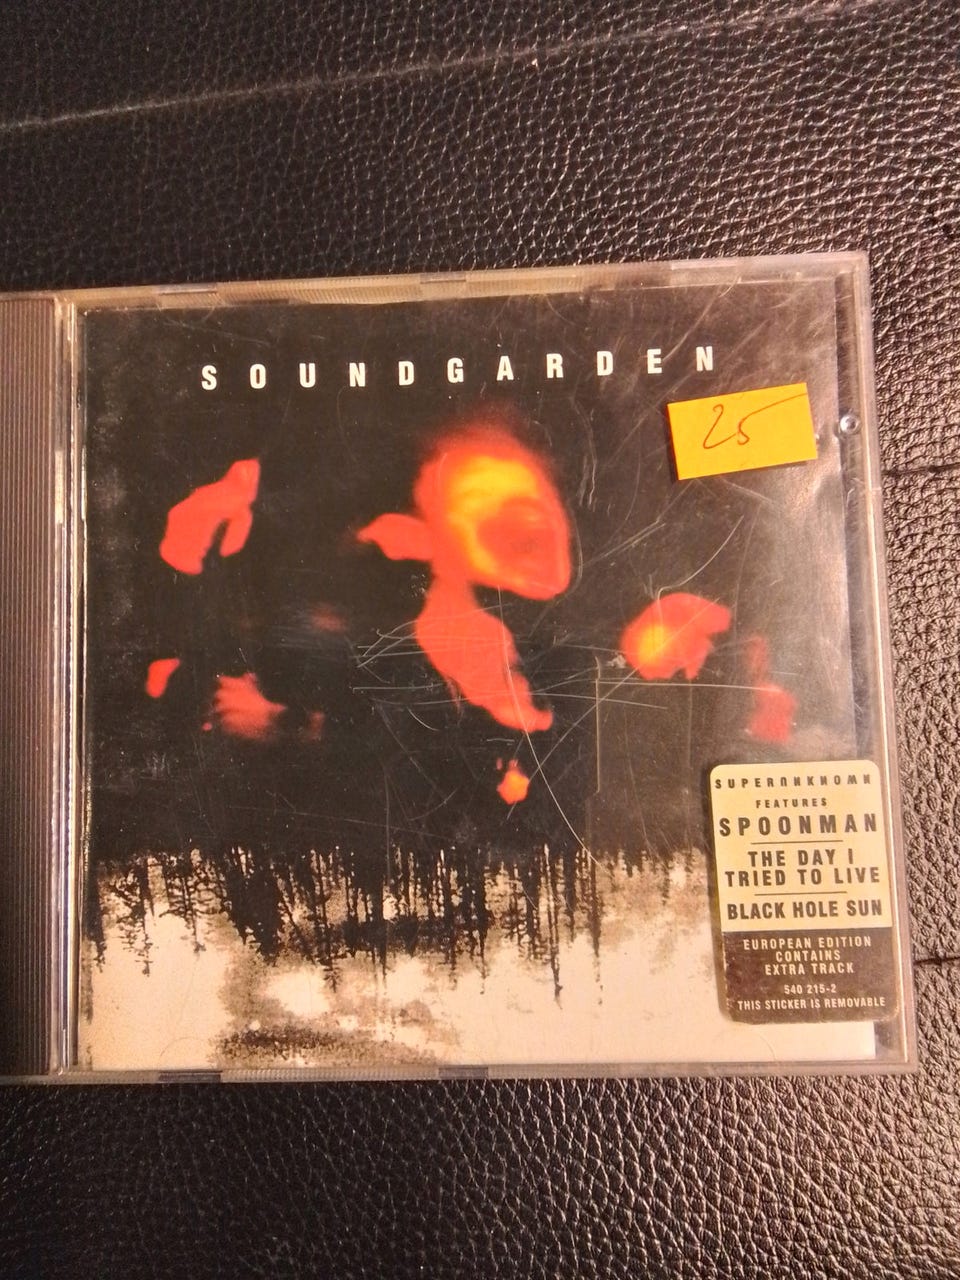 SOUNDGARDEN
25
SUPERUNKNOWN
FEATURES
SPOONMAN
THE DAY I
TRIED TO LIVE
BLACK HOLE SUN
EUROPEAN EDITION
CONTAINS
EXTRA TRACK
540 215-2
THIS STICKER IS REMOVABLE